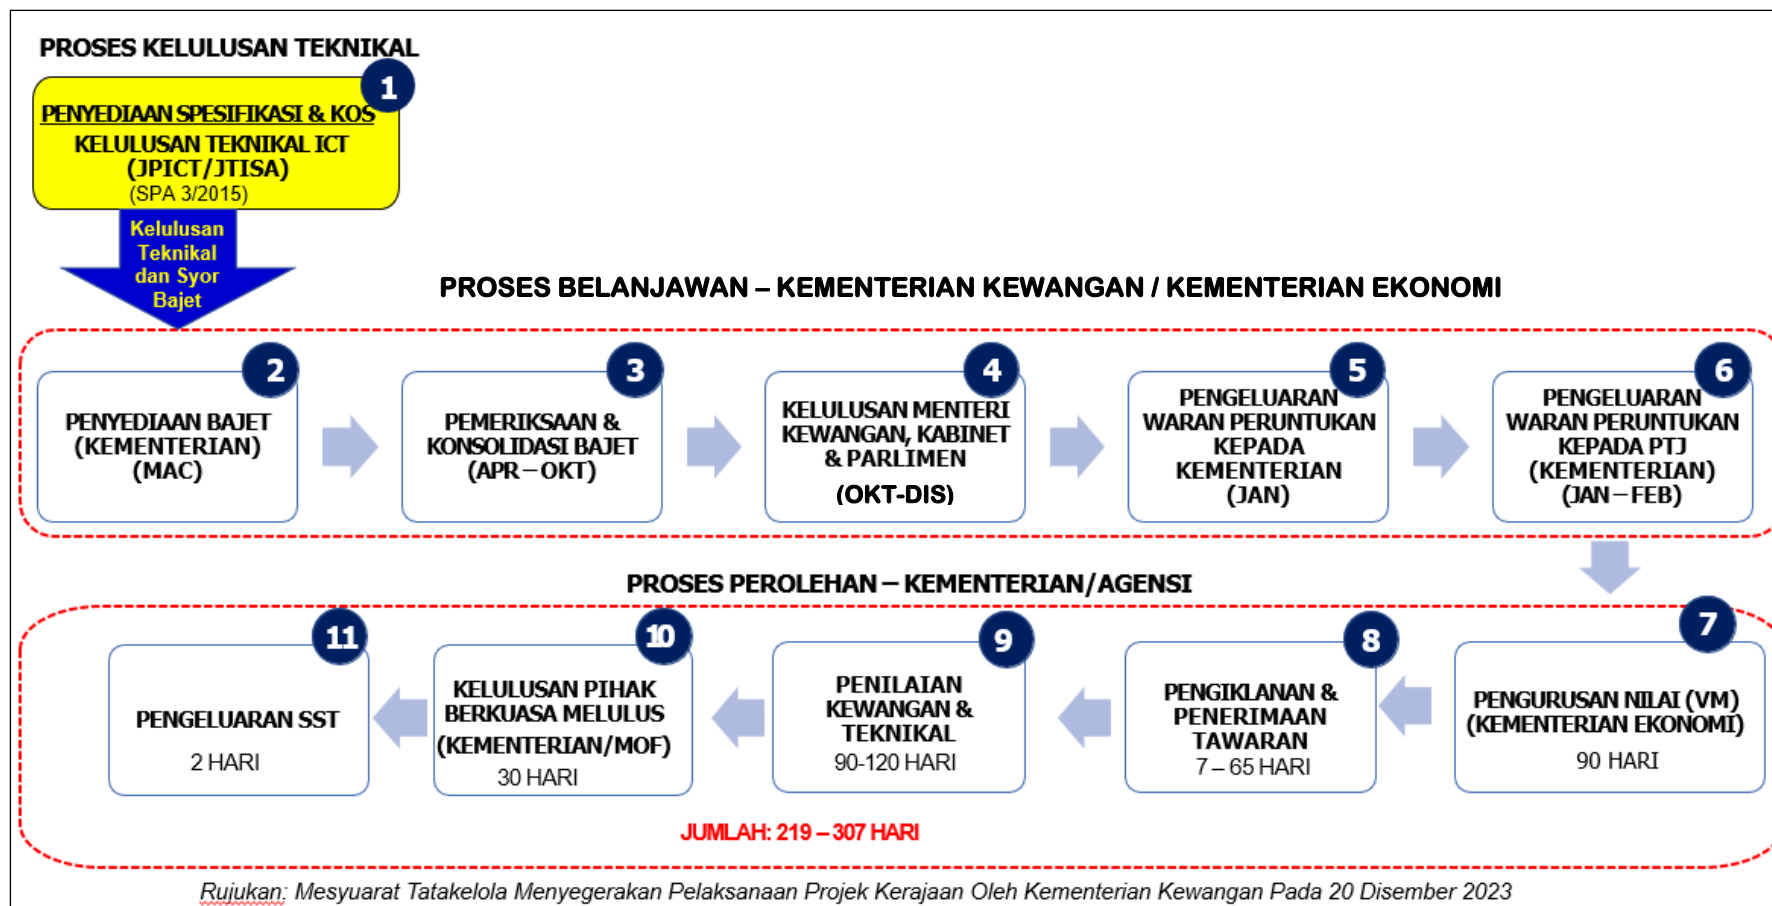 PROSES KELULUSAN TEKNIKAL
1
PENYEDIAAN SPESIFIKASI & KOS
KELULUSAN TEKNIKAL ICT
(JPICT/JTISA)
(SPA 3/2015)
Kelulusan
Teknikal
dan Syor
Bajet
PROSES BELANJAWAN – KEMENTERIAN KEWANGAN / KEMENTERIAN EKONOMI
2
PENYEDIAAN BAJET
(KEMENTERIAN)
(MAC)
3
PEMERIKSAAN &
KONSOLIDASI BAJET
(APR – OKT)
4
KELULUSAN MENTERI
KEWANGAN, KABINET
& PARLIMEN
(OKT-DIS)
5
PENGELUARAN
WARAN PERUNTUKAN
KEPADA
KEMENTERIAN
(JAN)
6
PENGELUARAN
WARAN PERUNTUKAN
KEPADA PTJ
(KEMENTERIAN)
(JAN – FEB)
PROSES PEROLEHAN – KEMENTERIAN/AGENSI
7
PENGURUSAN NILAI (VM)
(KEMENTERIAN EKONOMI)
90 HARI
8
PENGIKLANAN &
PENERIMAAN
TAWARAN
7 – 65 HARI
9
PENILAIAN
KEWANGAN &
TEKNIKAL
90-120 HARI
10
KELULUSAN PIHAK
BERKUASA MELULUS
(KEMENTERIAN/MOF)
30 HARI
11
PENGELUARAN SST
2 HARI
JUMLAH: 219 – 307 HARI
Rujukan: Mesyuarat Tatakelola Menyegerakan Pelaksanaan Projek Kerajaan Oleh Kementerian Kewangan Pada 20 Disember 2023